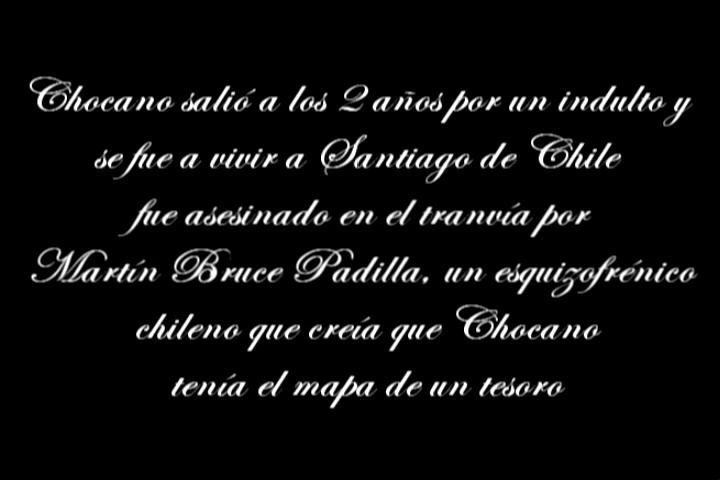 Chocano salió a los 2 años por un indulto y
se fue a vivir a Santiago de Chile
fue asesinado en el tranvía por
Martín Bruce Padilla, un esquizofrénico
chileno que creía que Chocano
tenía el mapa de un tesoro